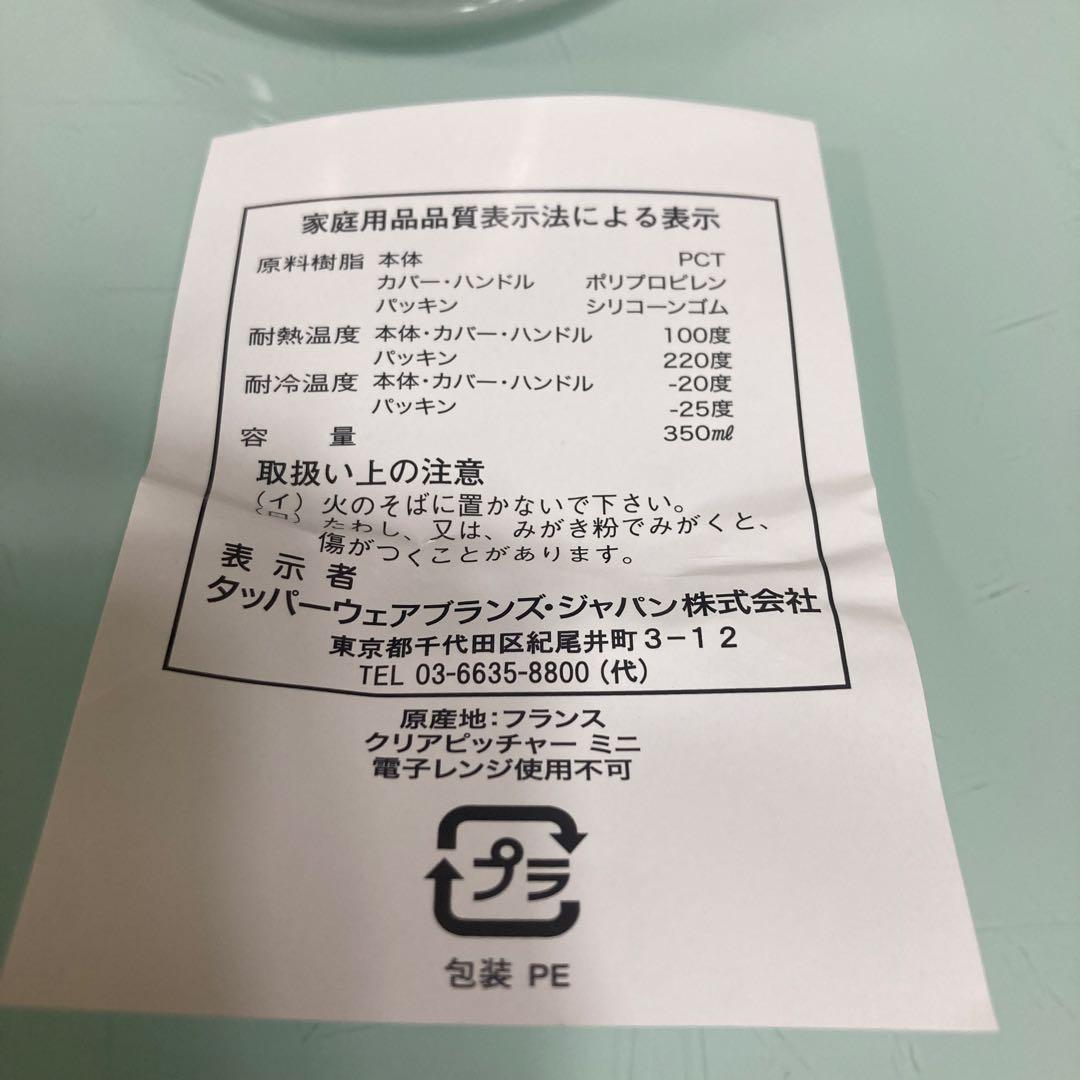 家庭用品品質表示法による表示
原料樹脂 本体 PCT
カバー・ハンドル ポリプロピレン
パッキン シリコーンゴム
耐熱温度 本体・カバー・ハンドル 100度
パッキン 220度
耐冷温度 本体・カバー・ハンドル -20度
パッキン -25度
容量 350㎖
取扱い上の注意
(イ) 火のそばに置かないで下さい。
(ロ) たわし、又は、みがき粉でみがくと、
傷がつくことがあります。
表示者
タッパーウェアブランズ・ジャパン株式会社
東京都千代田区紀尾井町3−12
TEL 03-6635-8800 (代)
原産地：フランス
クリアピッチャー ミニ
電子レンジ使用不可
プラ
包装 PE